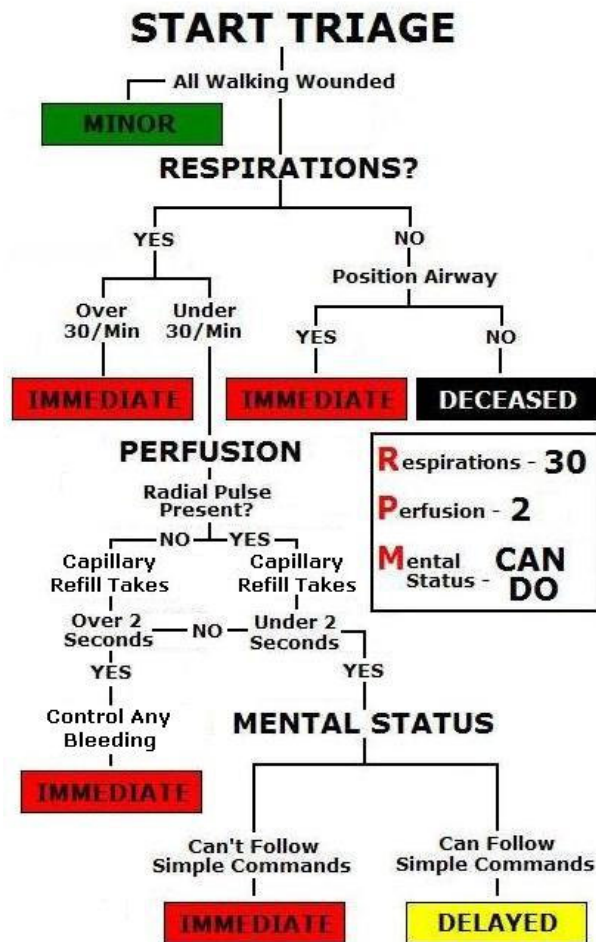 START TRIAGE
All Walking Wounded
MINOR
RESPIRATIONS?
YES
NO
Position Airway
Over
30/Min
Under
30/Min
YES
NO
IMMEDIATE
IMMEDIATE
DECEASED
PERFUSION
Radial Pulse
Present?
NO
YES
Capillary
Refill Takes
Capillary
Refill Takes
Over 2
Seconds
NO
Under 2
Seconds
YES
YES
Control Any
Bleeding
IMMEDIATE
Respirations - 30
Perfusion - 2
Mental
Status - CAN
DO
MENTAL STATUS
Can't Follow
Simple Commands
Can Follow
Simple Commands
IMMEDIATE
DELAYED